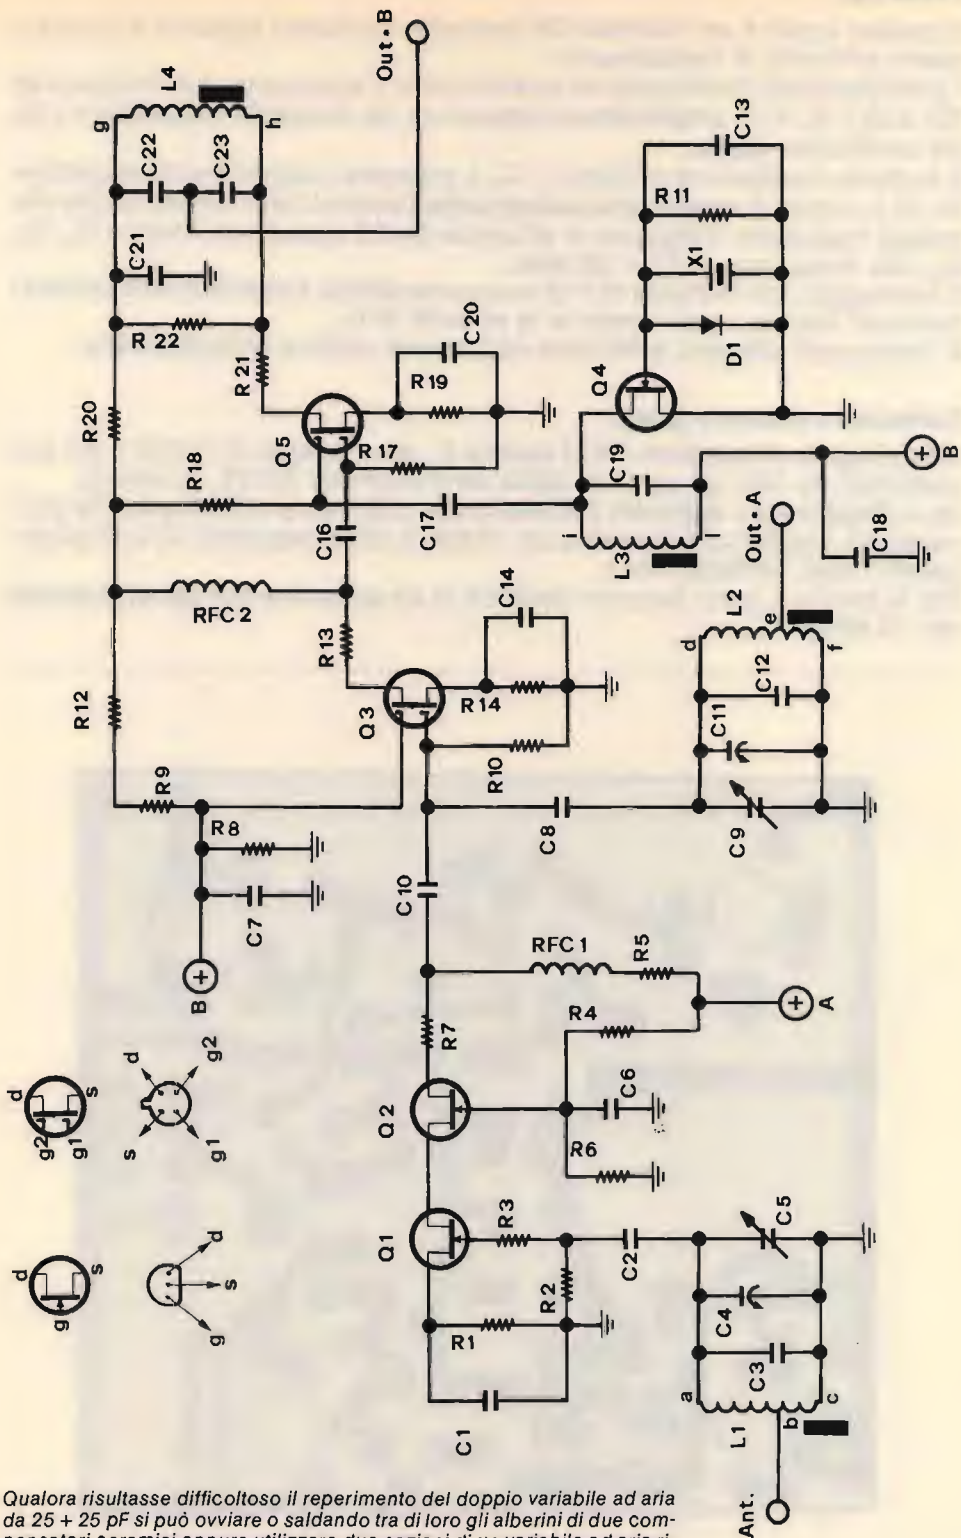 Out • B
L4
g
h
C22
C23
C21
R 22
R 21
R20
R18
Q5
R19
C20
R 17
C16
C17
RFC 2
R13
C14
R14
Q3
R10
R12
R9
R8
C7
B
C8
C10
C13
R 11
X1
D1
Q4
C19
i
l
L3
B
C18
Out • A
L2
d
e
f
C12
C11
C9
RFC 1
R5
R4
A
R7
C6
R6
Q2
Q1
R3
R2
R1
C1
C2
C5
C4
C3
a
b
c
L1
Ant.
d
g2
g1
s
d
g2
g1
s
d
g
s
d
s
g
Qualora risultasse difficoltoso il reperimento del doppio variabile ad aria
da 25 + 25 pF si può ovviare o saldando tra di loro gli alberini di due com-